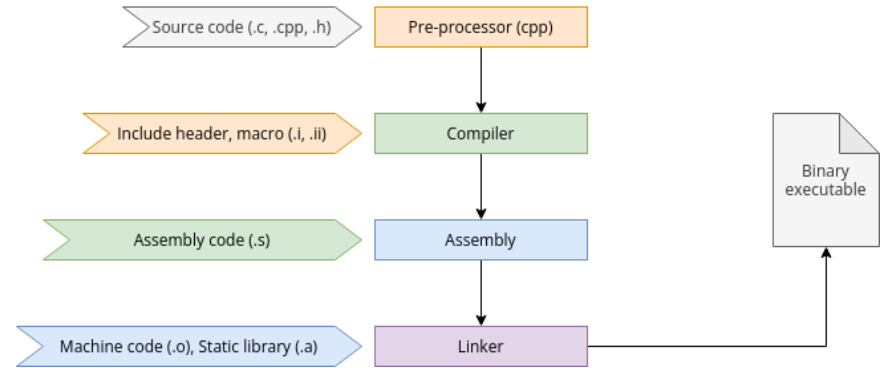 Source code (.c, .cpp, .h)
Pre-processor (cpp)
Include header, macro (.i, .ii)
Compiler
Binary
executable
Assembly code (.s)
Assembly
Machine code (.o), Static library (.a)
Linker